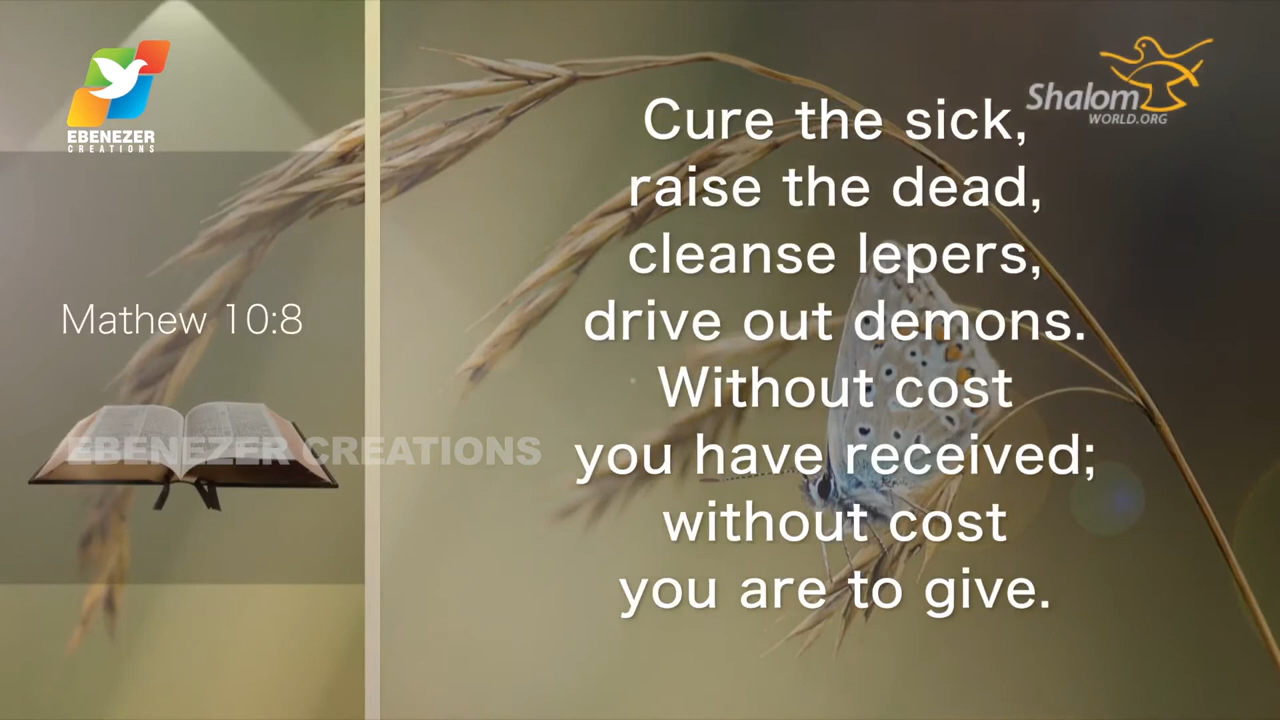 EBENEZER
CREATIONS
Shalom
WORLD.ORG
Mathew 10:8
EBENEZER CREATIONS
Cure the sick,
raise the dead,
cleanse lepers,
drive out demons.
Without cost
you have received;
without cost
you are to give.